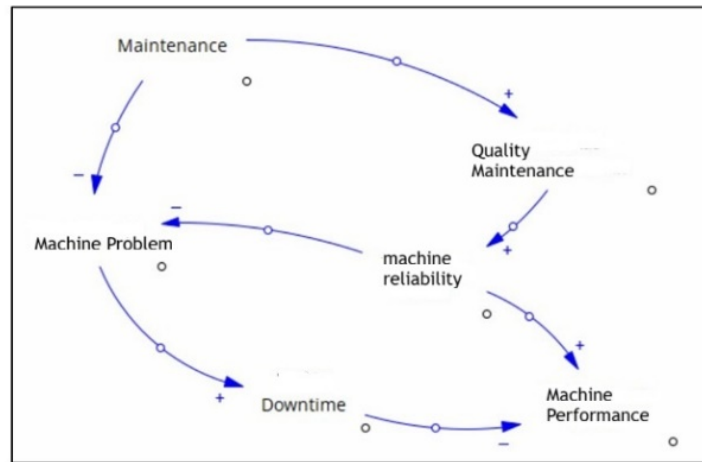 Maintenance
+
Quality
Maintenance
–
–
+
Machine Problem
machine
reliability
+
+
Downtime
Machine
Performance
–